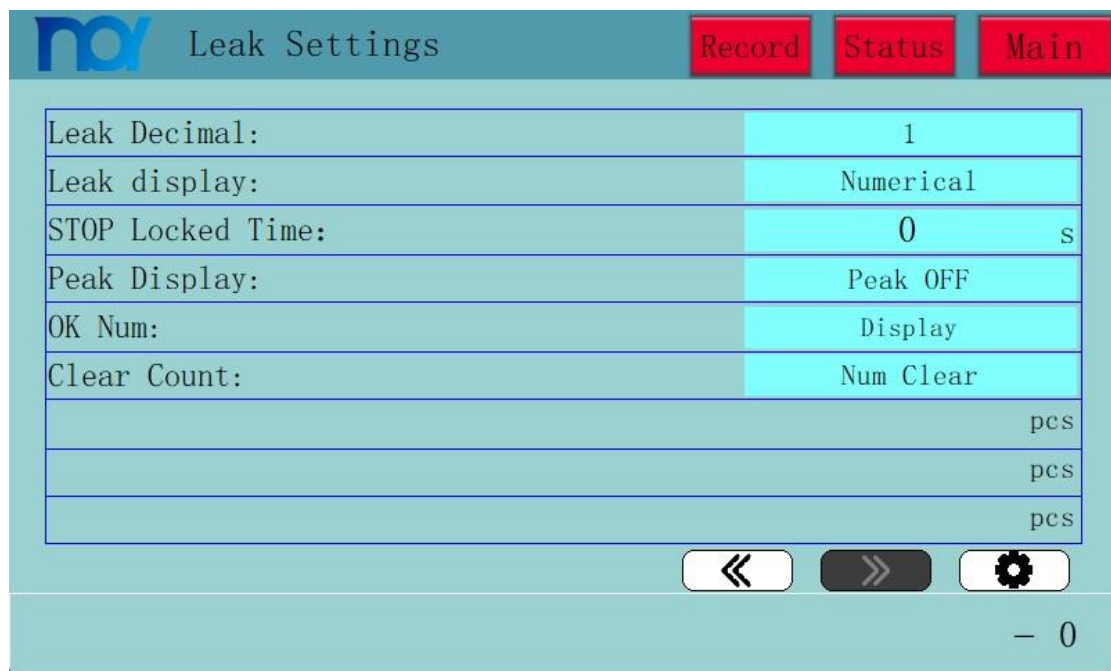 Leak Settings Record Status Main
Leak Decimal: 1
Leak display: Numerical
STOP Locked Time: 0 s
Peak Display: Peak OFF
OK Num: Display
Clear Count: Num Clear
pcs
pcs
pcs
— 0